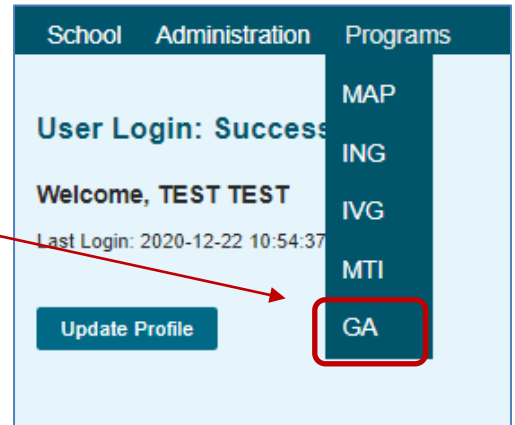 School Administration Programs
MAP
User Login: Success
ING
Welcome, TEST TEST
IVG
Last Login: 2020-12-22 10:54:37
MTI
Update Profile
GA